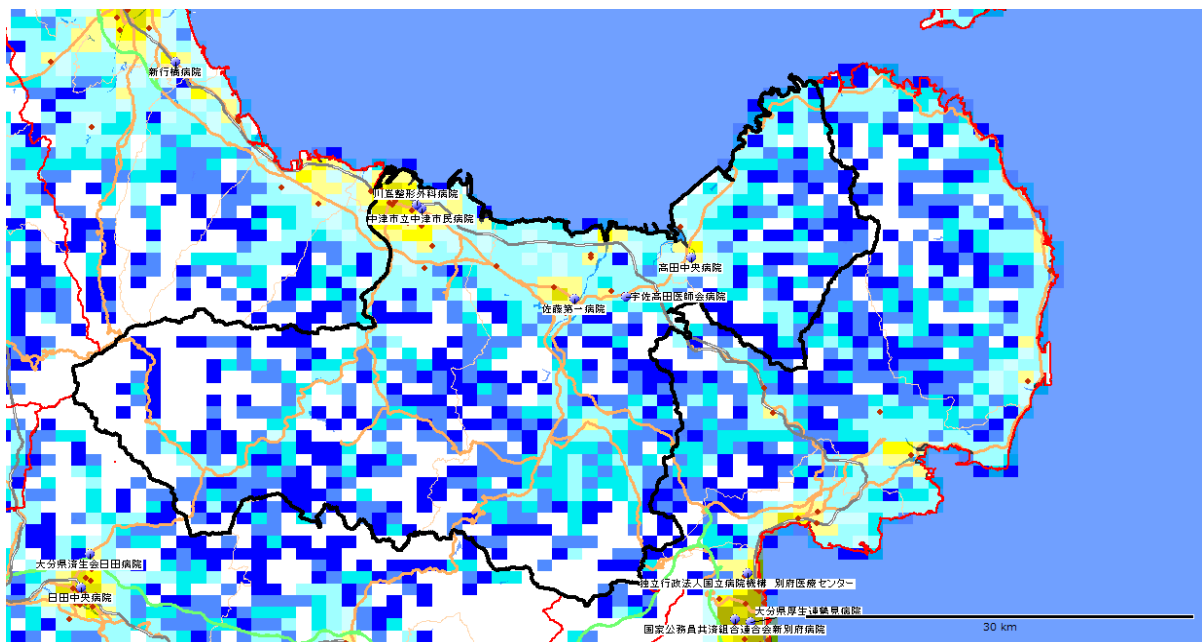 新行橋病院
川嶌整形外科病院
中津市立中津市民病院
高田中央病院
宇佐高田医師会病院
佐藤第一病院
大分県済生会日田病院
日田中央病院
独立行政法人国立病院機構 別府医療センター
大分県厚生連鶴見病院
国家公務員共済組合連合会新別府病院
30 km